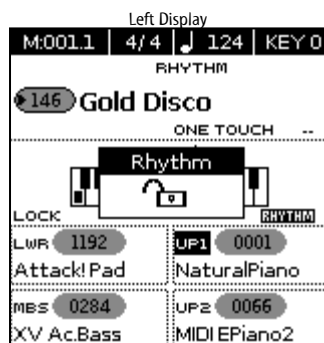 Left Display
M:001.1 4/4 124 KEY 0
RHYTHM
146 Gold Disco
ONE TOUCH --
Rhythm
LOCK RHYTHM
LWR 1192 UP1 0001
Attack! Pad NaturalPiano
MBS 0284 UP2 0066
XV Ac.Bass MIDI EPiano2